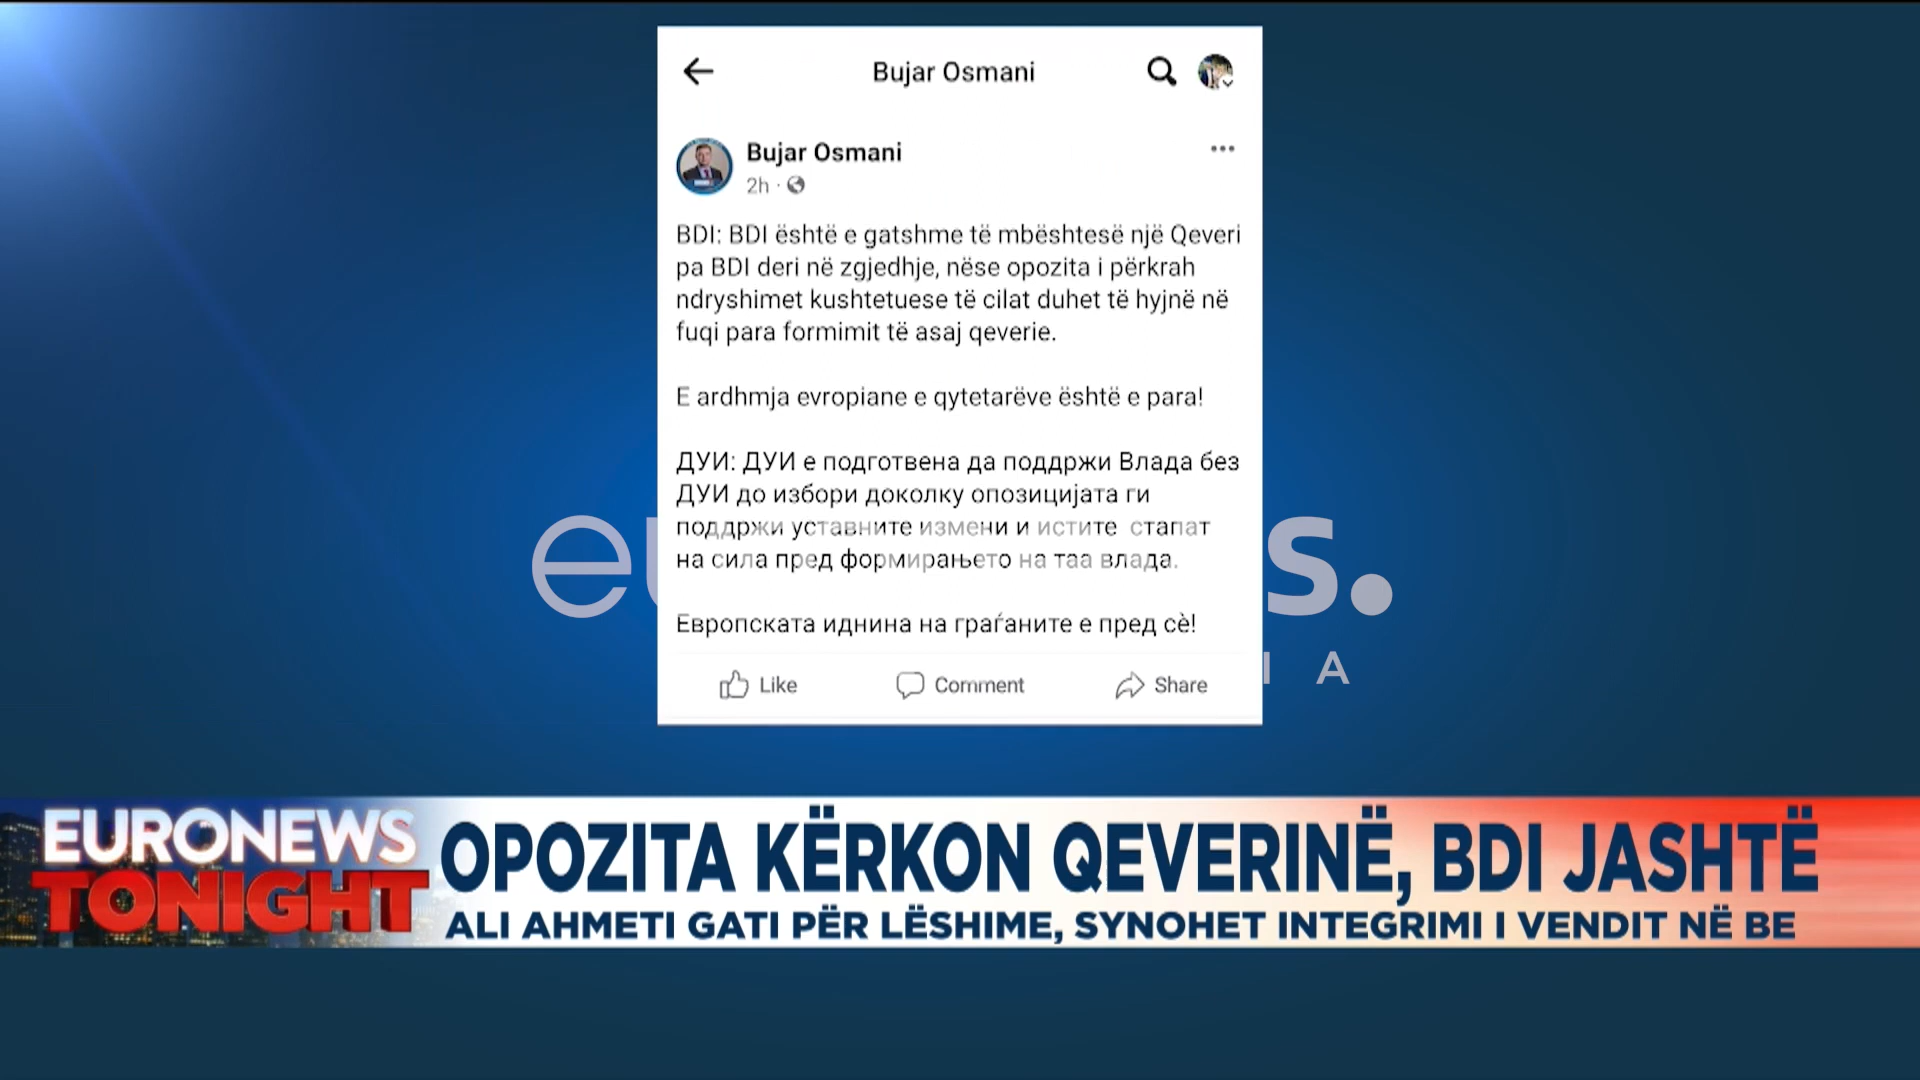 Bujar Osmani
Bujar Osmani
2h ·
BDI: BDI është e gatshme të mbështesë një Qeveri
pa BDI deri në zgjedhje, nëse opozita i përkrah
ndryshimet kushtetuese të cilat duhet të hyjnë në
fuqi para formimit të asaj qeverie.
E ardhmja evropiane e qytetarëve është e para!
ДУИ: ДУИ е подготвена да поддржи Влада без
ДУИ до избори доколку опозицијата ги
поддржи уставните измени и истите стапат
на сила пред формирањето на таа влада.
Европската иднина на граѓаните е пред сѐ!
Like
Comment
Share
EURONEWS
TONIGHT
OPOZITA KËRKON QEVERINË, BDI JASHTË
ALI AHMETI GATI PËR LËSHIME, SYNOHET INTEGRIMI I VENDIT NË BE